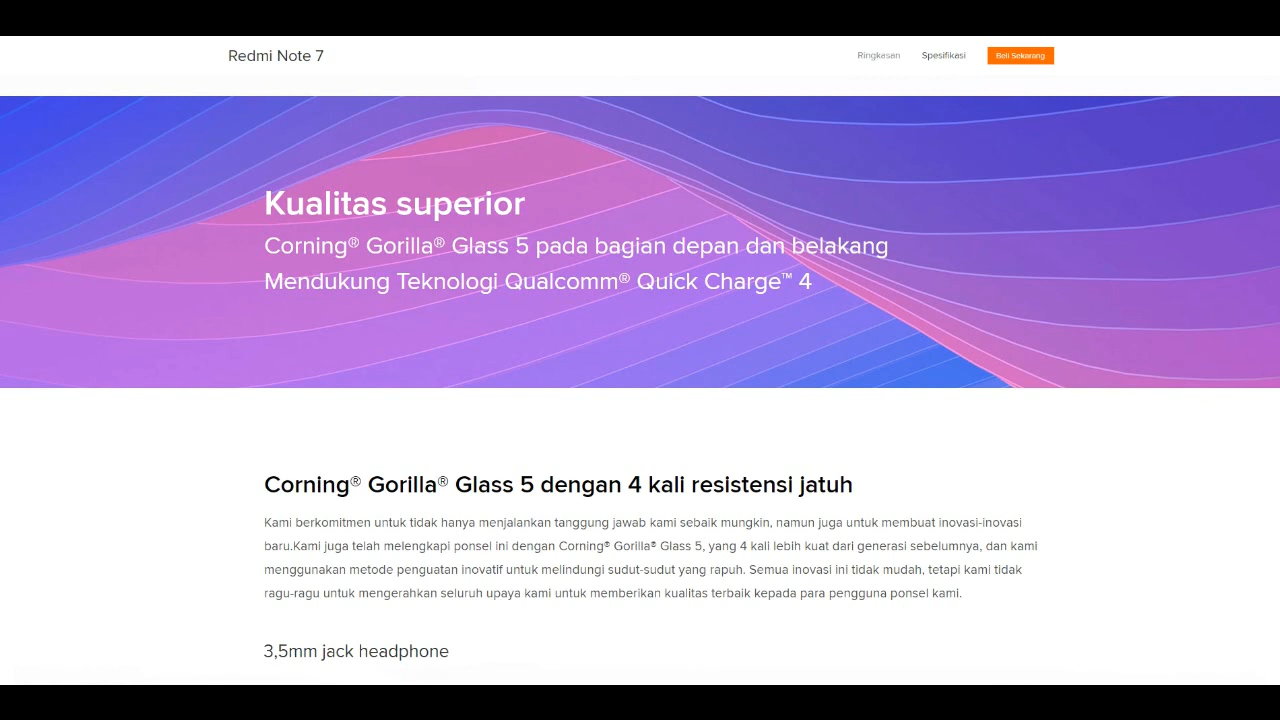 Redmi Note 7
Ringkasan
Spesifikasi
Beli Sekarang
Kualitas superior
Corning® Gorilla® Glass 5 pada bagian depan dan belakang
Mendukung Teknologi Qualcomm® Quick Charge™ 4
Corning® Gorilla® Glass 5 dengan 4 kali resistensi jatuh
Kami berkomitmen untuk tidak hanya menjalankan tanggung jawab kami sebaik mungkin, namun juga untuk membuat inovasi-inovasi
baru.Kami juga telah melengkapi ponsel ini dengan Corning® Gorilla® Glass 5, yang 4 kali lebih kuat dari generasi sebelumnya, dan kami
menggunakan metode penguatan inovatif untuk melindungi sudut-sudut yang rapuh. Semua inovasi ini tidak mudah, tetapi kami tidak
ragu-ragu untuk mengerahkan seluruh upaya kami untuk memberikan kualitas terbaik kepada para pengguna ponsel kami.
3,5mm jack headphone